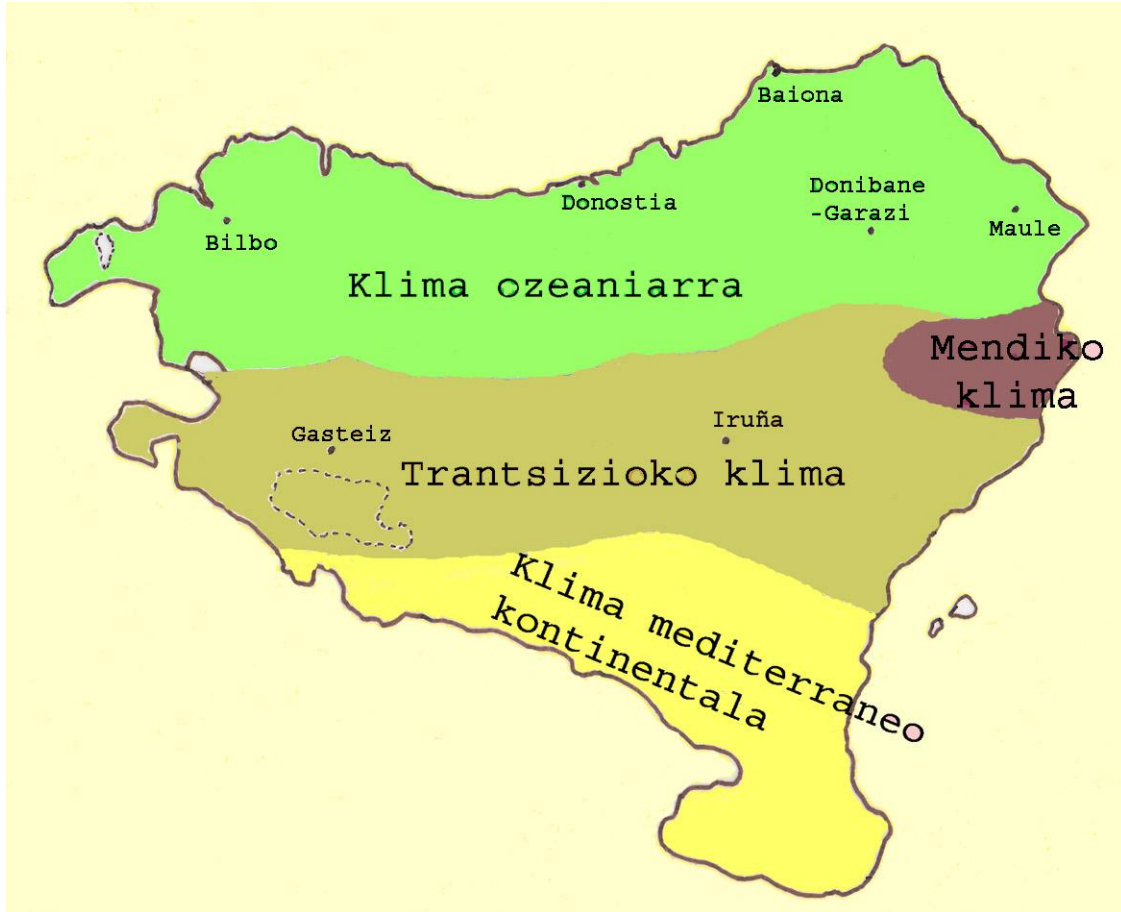 Baiona
Donibane
-Garazi
Donostia
Maule
Bilbo
Klima ozeaniarra
Mendiko
klima
Iruña
Gasteiz
Trantsizioko klima
Klima mediterraneo
kontinentala